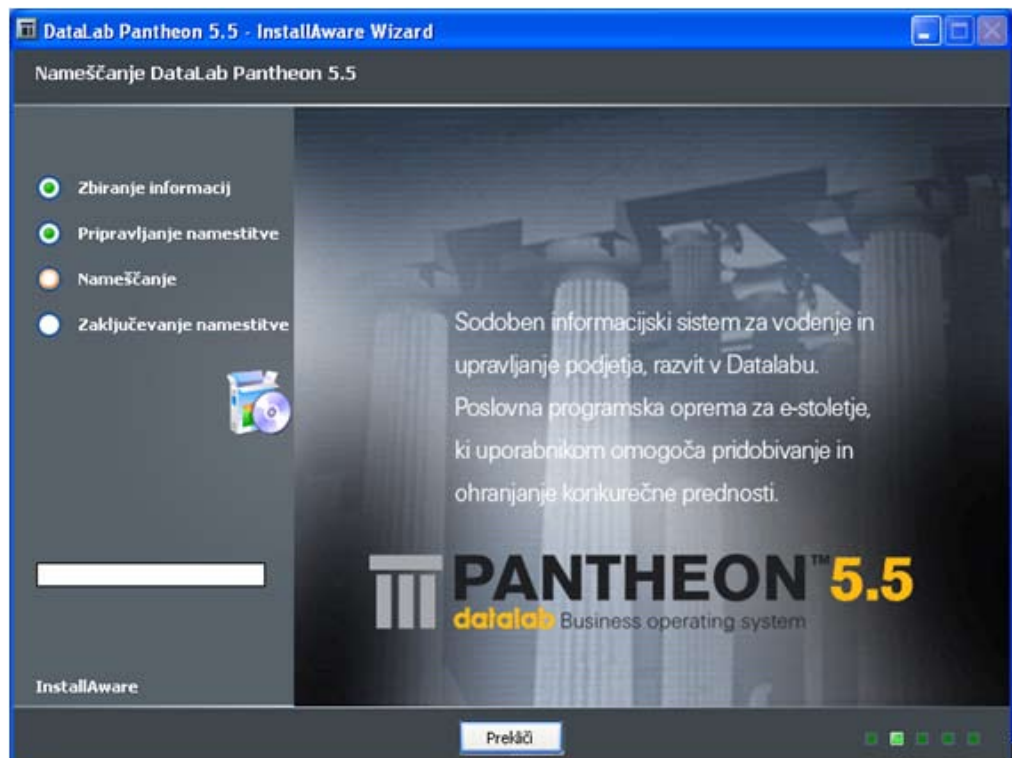 DataLab Pantheon 5.5 - InstallAware Wizard
Nameščanje DataLab Pantheon 5.5
Zbiranje informacij
Pripravljanje namestitve
Nameščanje
Zaključevanje namestitve
Sodoben informacijski sistem za vodenje in
upravljanje podjetja, razvit v Datalabu.
Poslovna programska oprema za e-stoletje,
ki uporabnikom omogoča pridobivanje in
ohranjanje konkurečne prednosti.
PANTHEON™ 5.5
datalab Business operating system
InstallAware
Prekliči